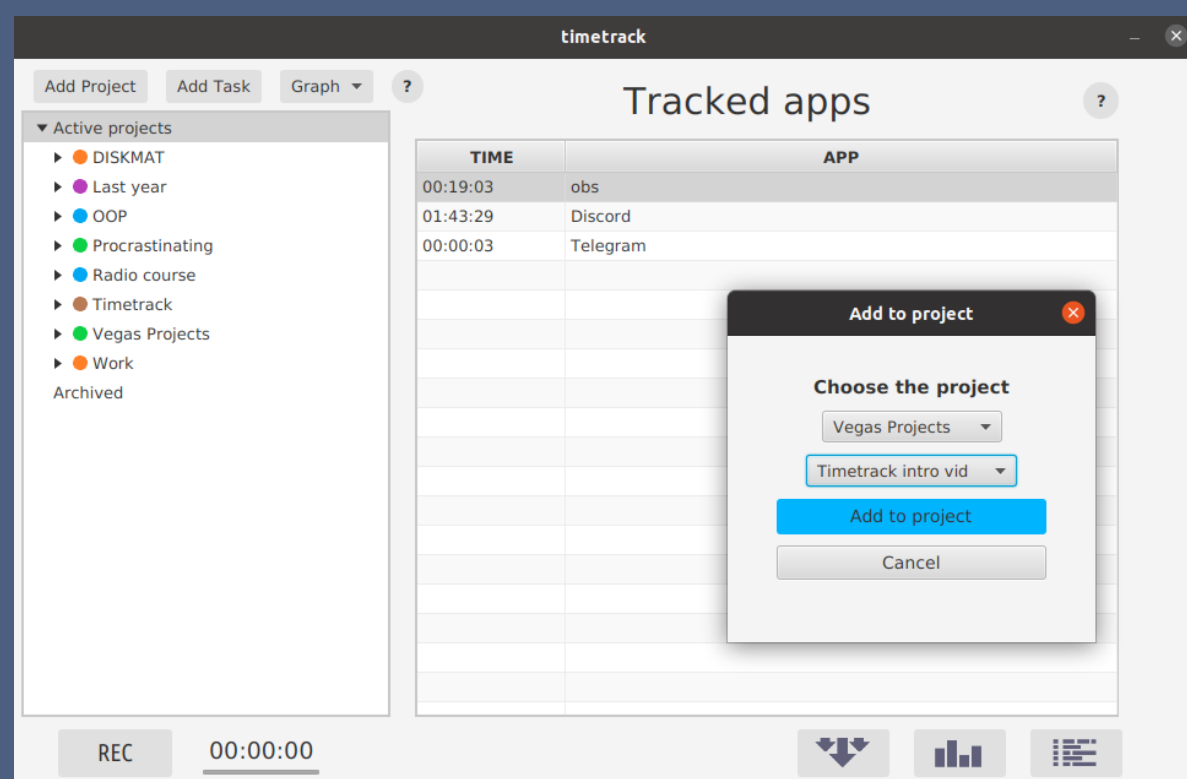 timetrack
Add Project Add Task Graph ?
Tracked apps ?
Active projects
DISKMAT
Last year
OOP
Procrastinating
Radio course
Timetrack
Vegas Projects
Work
Archived
TIME APP
00:19:03 obs
01:43:29 Discord
00:00:03 Telegram
Add to project
Choose the project
Vegas Projects
Timetrack intro vid
Add to project
Cancel
REC 00:00:00